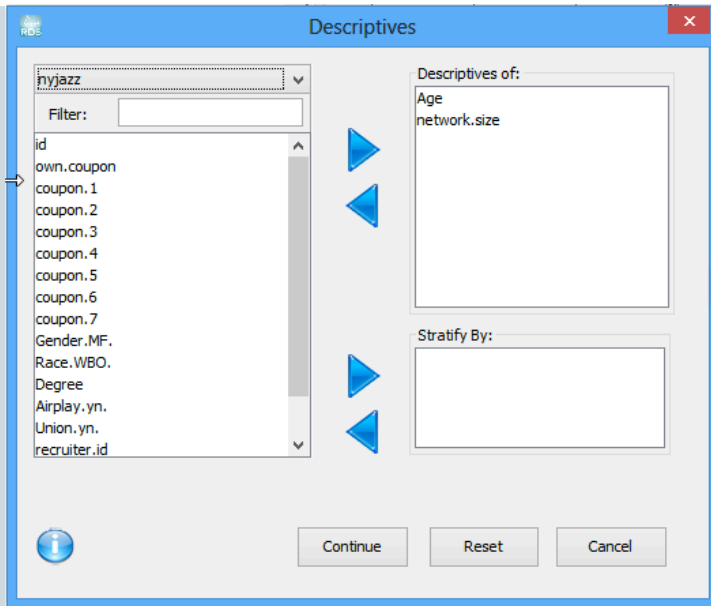 RDS
Descriptives
nyjazz
Filter:
id
own.coupon
coupon.1
coupon.2
coupon.3
coupon.4
coupon.5
coupon.6
coupon.7
Gender.MF.
Race.WBO.
Degree
Airplay.yn.
Union.yn.
recruiter.id
Descriptives of:
Age
network.size
Stratify By:
Continue
Reset
Cancel